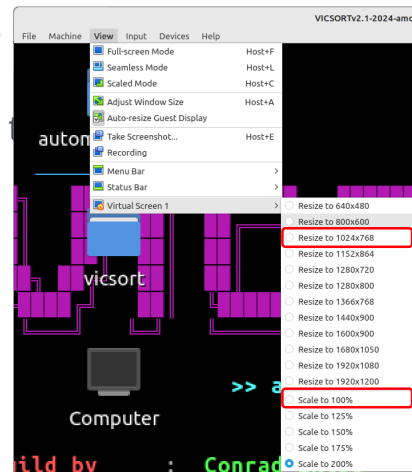 VICSORTv2.1-2024-amd
File Machine View Input Devices Help
Full-screen Mode Host+F
Seamless Mode Host+L
Scaled Mode Host+C
Adjust Window Size Host+A
Auto-resize Guest Display
Take Screenshot... Host+E
Recording
Menu Bar
Status Bar
Virtual Screen 1
autom
Resize to 640x480
Resize to 800x600
Resize to 1024x768
Resize to 1152x864
Resize to 1280x720
Resize to 1280x800
Resize to 1366x768
Resize to 1440x900
Resize to 1600x900
Resize to 1680x1050
Resize to 1920x1080
Resize to 1920x1200
Scale to 100%
Scale to 125%
Scale to 150%
Scale to 175%
Scale to 200%
vicsort
>> a
Computer
uild by : Conrad